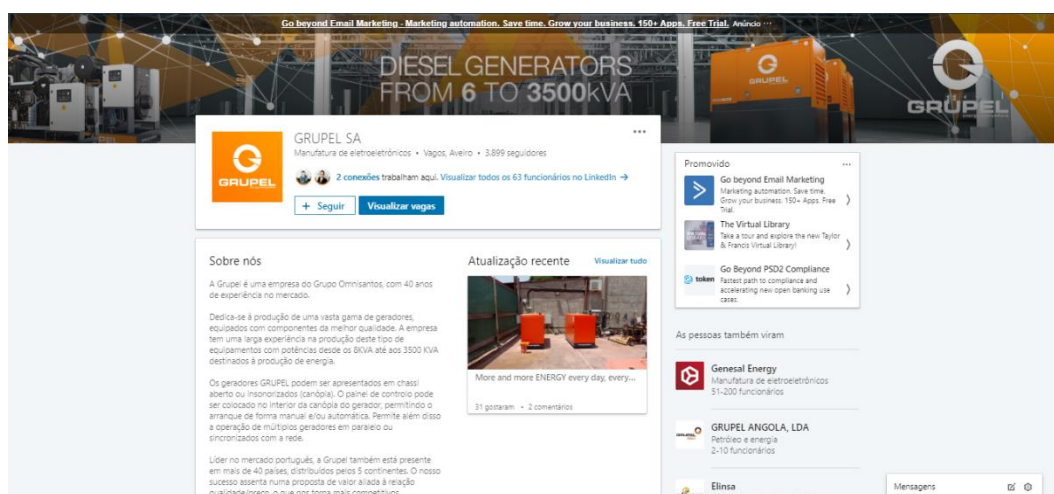 Go beyond Email Marketing - Marketing automation. Save time. Grow your business. 150+ Apps. Free Trial. Anúncio ···
DIESEL GENERATORS
FROM 6 TO 3500KVA
GRUPEL
GRUPEL
GRUPEL
GRUPEL SA
Manufatura de eletroeletrónicos • Vagos, Aveiro • 3.899 seguidores
2 conexões trabalham aqui. Visualizar todos os 63 funcionários no LinkedIn →
+ Seguir
Visualizar vagas
Sobre nós
A Grupel é uma empresa do Grupo Omnisantos, com 40 anos
de experiência no mercado.
Dedica-se à produção de uma vasta gama de geradores,
equipados com componentes da melhor qualidade. A empresa
tem uma larga experiência na produção deste tipo de
equipamentos com potências desde os 8KVA até aos 3500 KVA
destinados à produção de energia.
Os geradores GRUPEL podem ser apresentados em chassi
aberto ou insonorizados (canópia). O painel de controlo pode
ser colocado no interior da canópia do gerador, permitindo o
arranque de forma manual e/ou automática. Permite além disso
a operação de múltiplos geradores em paralelo ou
sincronizados com a rede.
Líder no mercado português, a Grupel também está presente
em mais de 40 países, distribuídos pelos 5 continentes. O nosso
sucesso assenta numa proposta de valor aliada à relação
qualidade/preço, o que nos torna mais competitivos
Atualização recente
Visualizar tudo
More and more ENERGY every day, every...
31 gostaram • 2 comentários
Promovido
Go beyond Email Marketing
Marketing automation. Save time.
Grow your business. 150+ Apps. Free
Trial.
The Virtual Library
Take a tour and explore the new Taylor
& Francis Virtual Library!
token
Go Beyond PSD2 Compliance
Fastest path to compliance and
accelerating new open banking use
cases.
As pessoas também viram
Genesal Energy
Manufatura de eletroeletrónicos
51-200 funcionários
GRUPEL ANGOLA, LDA
Petróleo e energia
2-10 funcionários
Elinsa
Mensagens